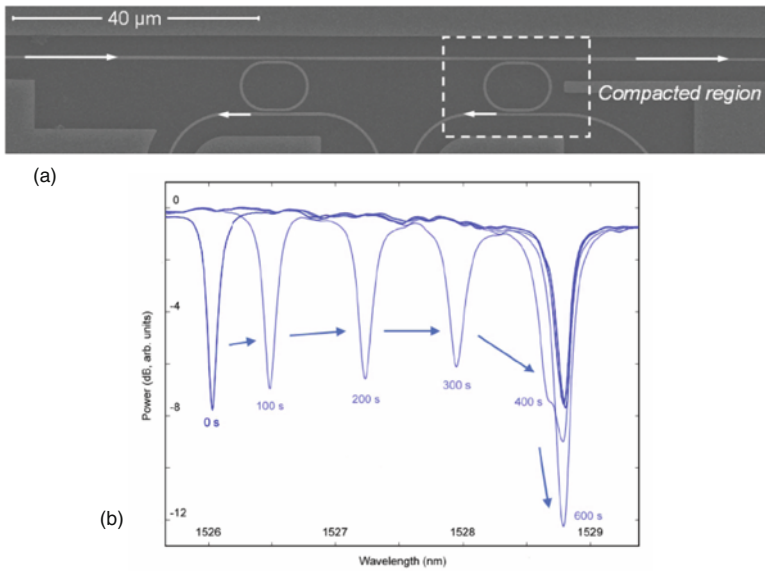 40 µm
Compacted region
(a)
0
-4
-8
-12
Power (dB, arb. units)
0 s
100 s
200 s
300 s
400 s
600 s
(b)
1526
1527
1528
1529
Wavelength (nm)